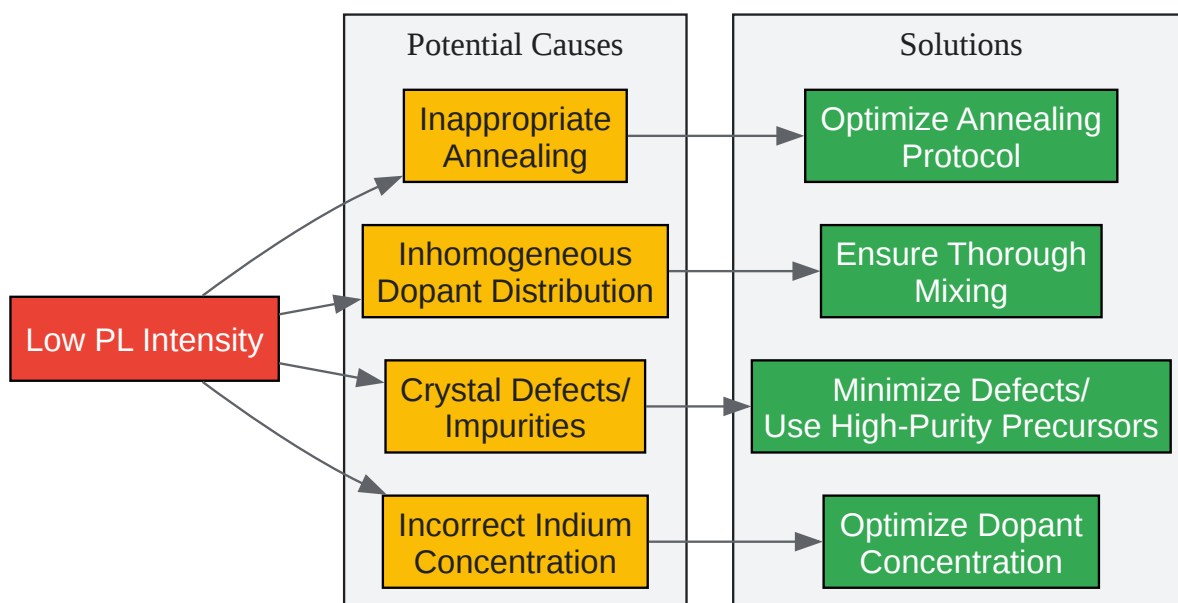 Potential Causes
Solutions
Inappropriate
Annealing
Optimize Annealing
Protocol
Inhomogeneous
Dopant Distribution
Ensure Thorough
Mixing
Low PL Intensity
Crystal Defects/
Impurities
Minimize Defects/
Use High-Purity Precursors
Incorrect Indium
Concentration
Optimize Dopant
Concentration